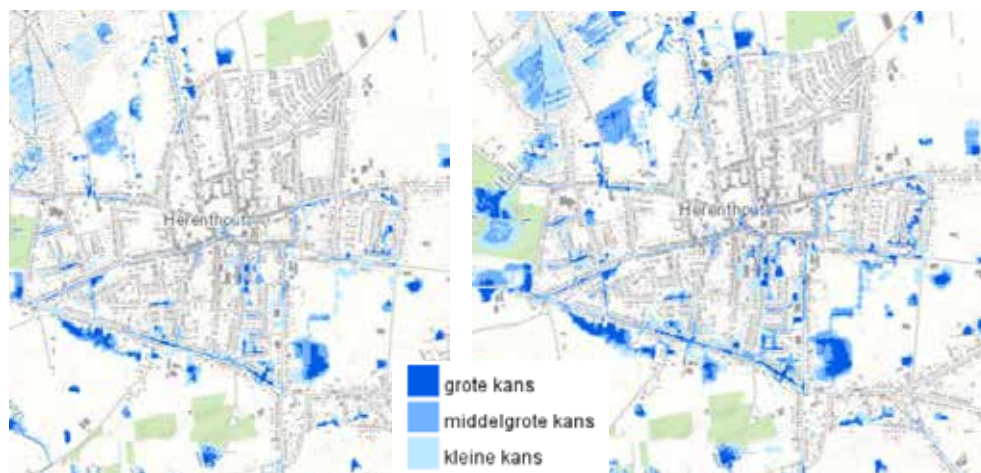 Herenthout
Herenthout
grote kans
middelgrote kans
kleine kans